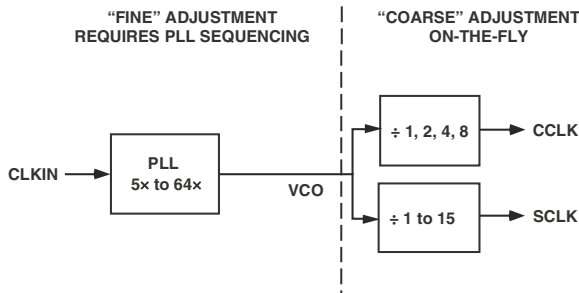 “FINE” ADJUSTMENT
REQUIRES PLL SEQUENCING
“COARSE” ADJUSTMENT
ON-THE-FLY
CLKIN
PLL
5× to 64×
VCO
÷ 1, 2, 4, 8
CCLK
÷ 1 to 15
SCLK